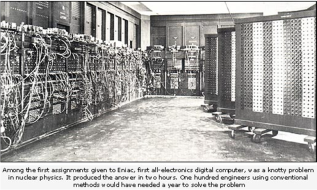 Among the first assignments given to Eniac, first all-electronics digital computer, was a knotty problem
in nuclear physics. It produced the answer in two hours. One hundred engineers using conventional
methods would have needed a year to solve the problem